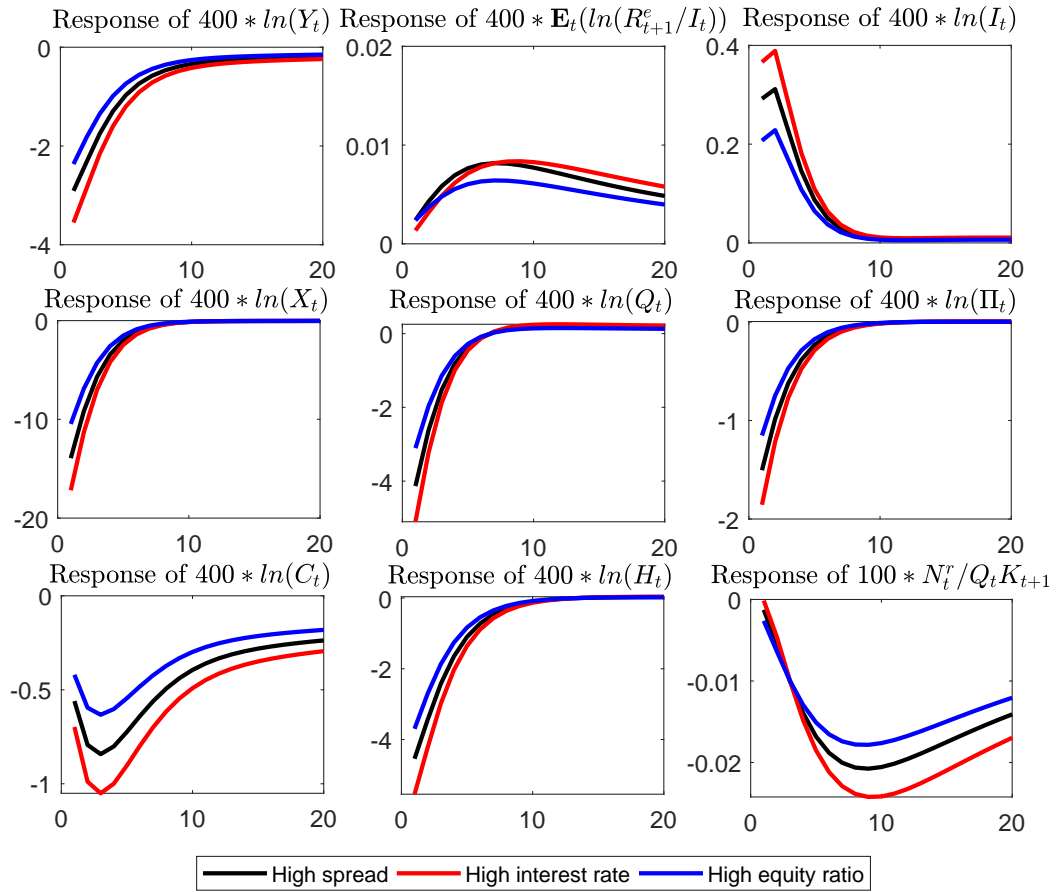 Response of 400 ∗ ln(Y_t)
Response of 400 ∗ E_t(ln(R^e_{t+1}/I_t))
Response of 400 ∗ ln(I_t)
0
-2
-4
0 10 20
0.02
0.01
0
0 10 20
0.4
0.2
0
0 10 20
Response of 400 ∗ ln(X_t)
Response of 400 ∗ ln(Q_t)
Response of 400 ∗ ln(Π_t)
0
-10
-20
0 10 20
0
-2
-4
0 10 20
0
-1
-2
0 10 20
Response of 400 ∗ ln(C_t)
Response of 400 ∗ ln(H_t)
Response of 100 ∗ N^r_t/Q_tK_{t+1}
0
-0.5
-1
0 10 20
0
-2
-4
0 10 20
0
-0.01
-0.02
0 10 20
High spread High interest rate High equity ratio